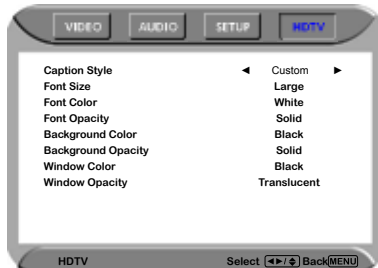 VIDEO AUDIO SETUP HDTV
Caption Style ◄ Custom ►
Font Size Large
Font Color White
Font Opacity Solid
Background Color Black
Background Opacity Solid
Window Color Black
Window Opacity Translucent
HDTV Select ◄►/▲▼ Back MENU